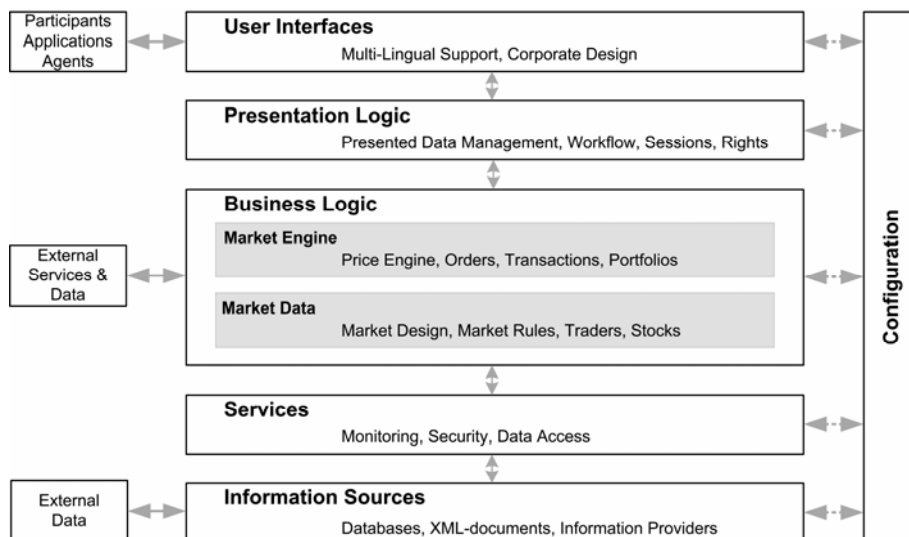 Participants
Applications
Agents
User Interfaces
Multi-Lingual Support, Corporate Design
Presentation Logic
Presented Data Management, Workflow, Sessions, Rights
Business Logic
Market Engine
Price Engine, Orders, Transactions, Portfolios
External
Services &
Data
Market Data
Market Design, Market Rules, Traders, Stocks
Services
Monitoring, Security, Data Access
External
Data
Information Sources
Databases, XML-documents, Information Providers
Configuration